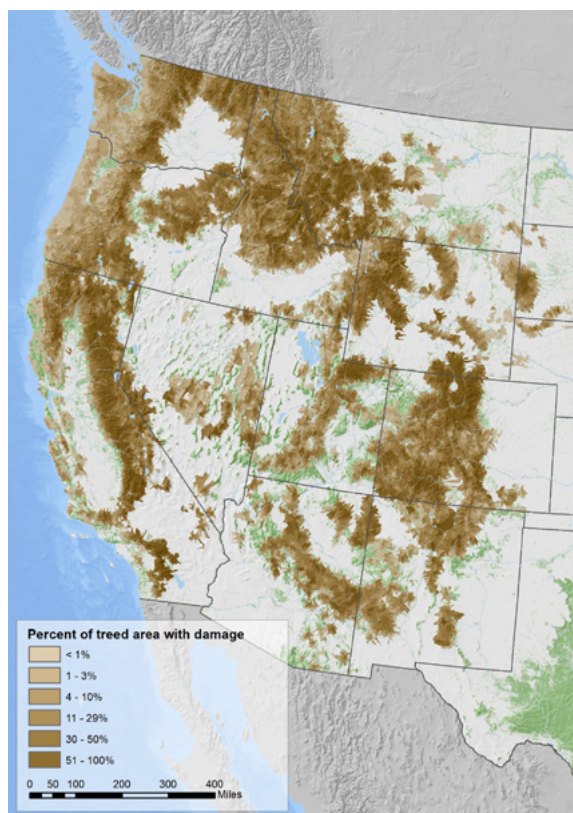 Percent of treed area with damage
< 1%
1 - 3%
4 - 10%
11 - 29%
30 - 50%
51 - 100%
0 50 100 200 300 400
Miles